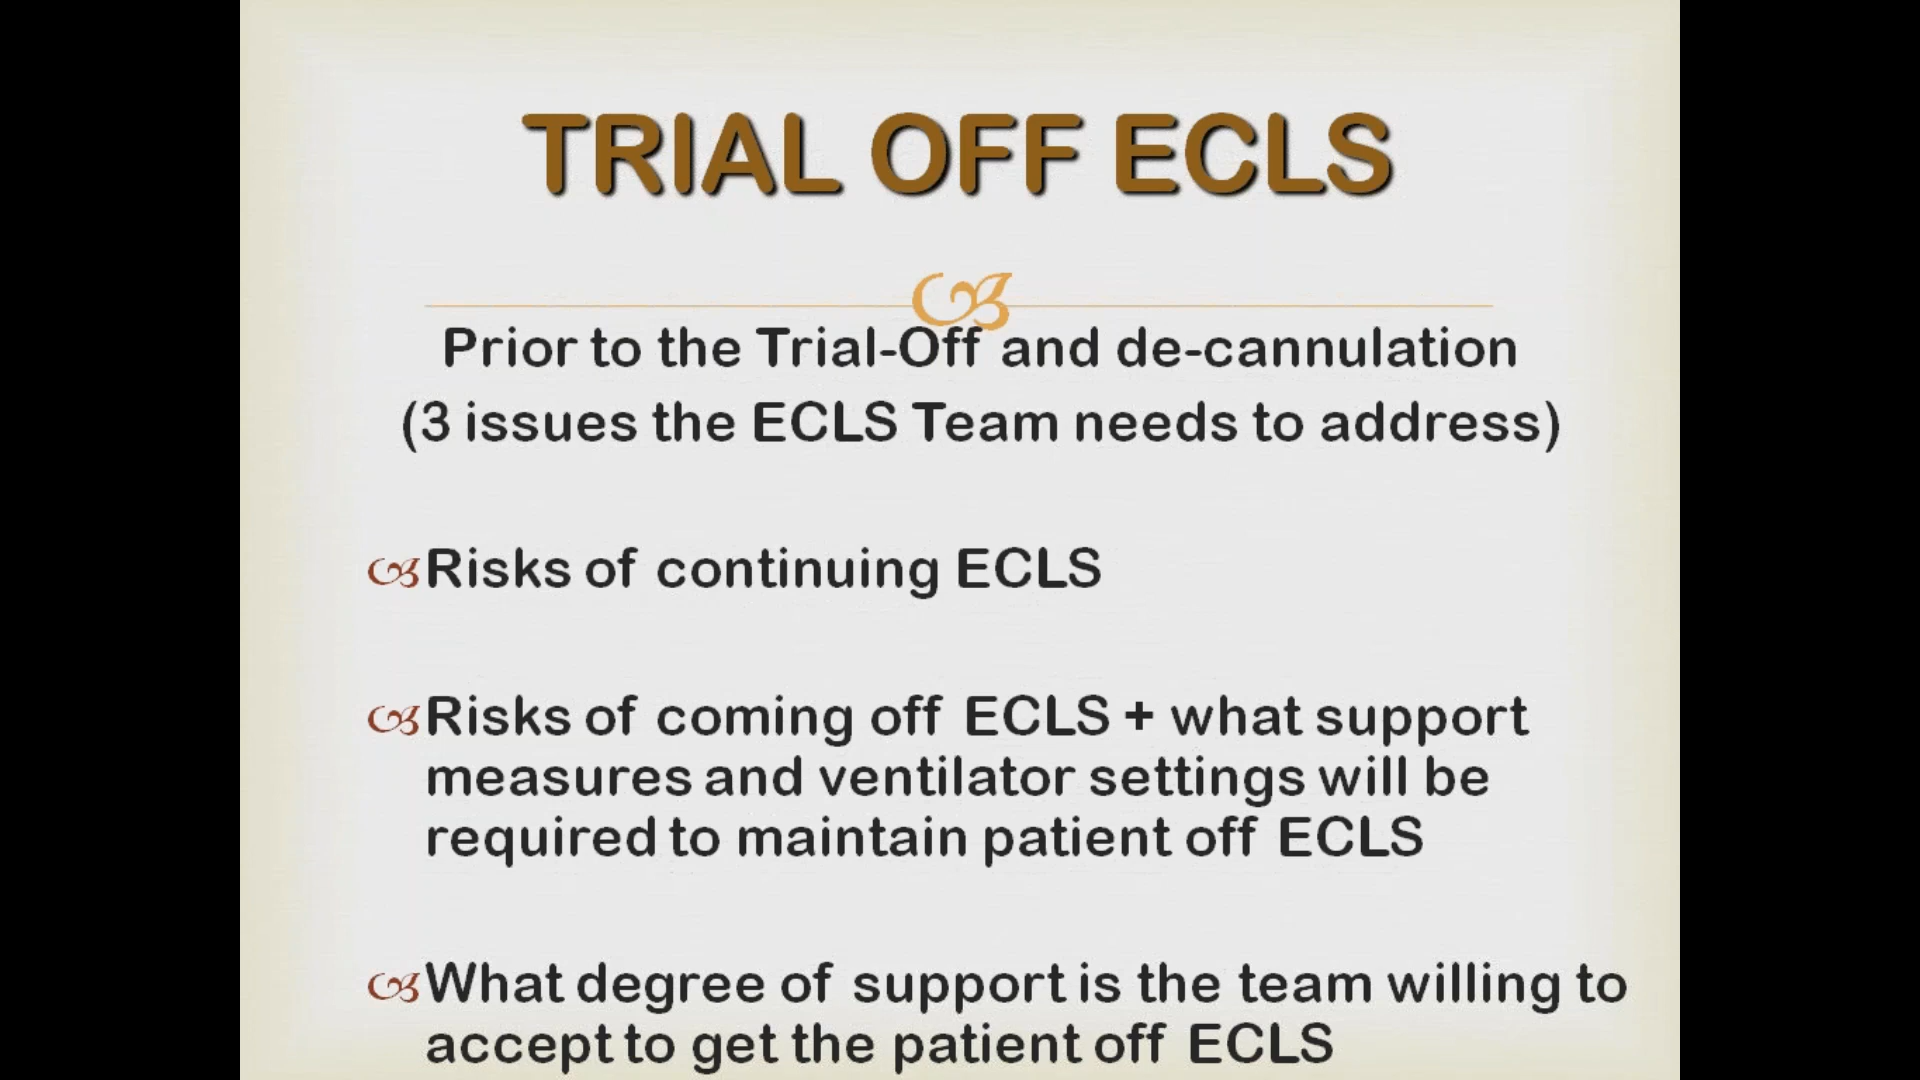 TRIAL OFF ECLS
Prior to the Trial-Off and de-cannulation
(3 issues the ECLS Team needs to address)
Risks of continuing ECLS
Risks of coming off ECLS + what support
measures and ventilator settings will be
required to maintain patient off ECLS
What degree of support is the team willing to
accept to get the patient off ECLS